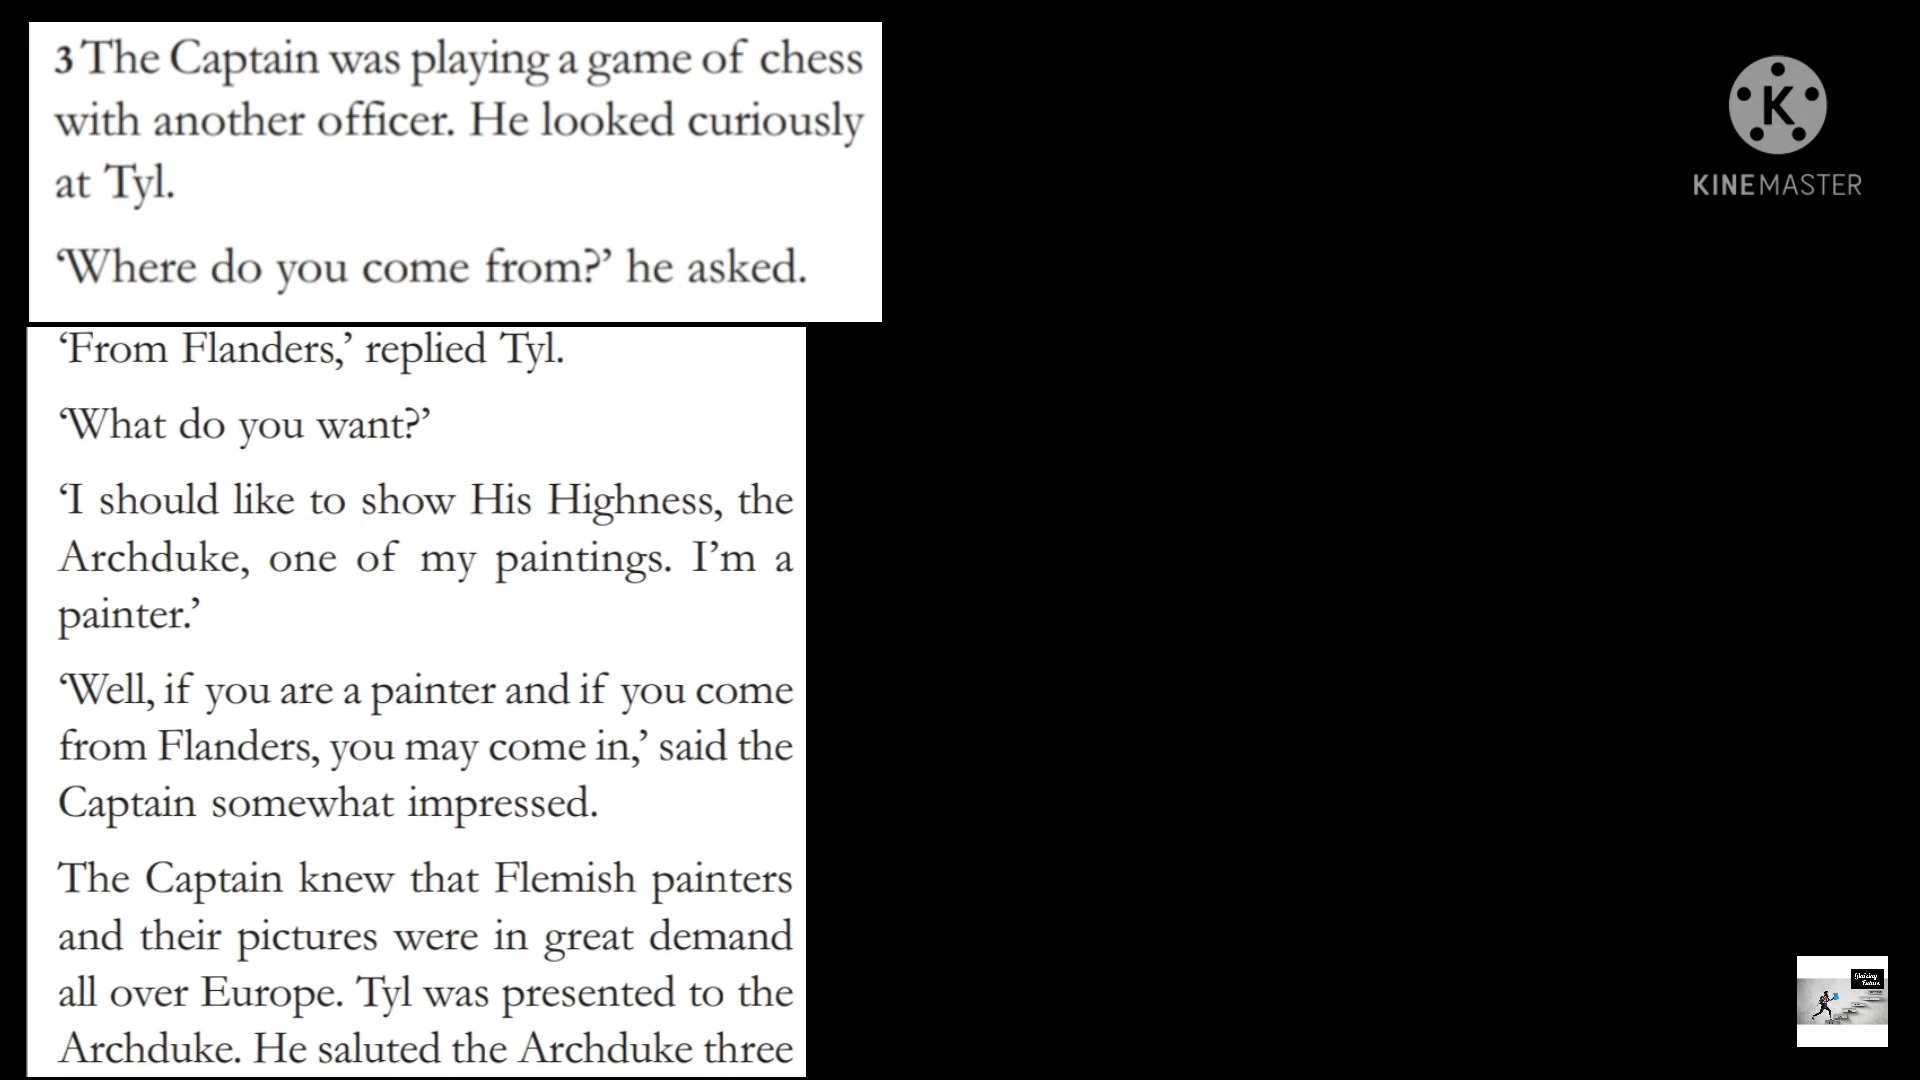 3 The Captain was playing a game of chess
with another officer. He looked curiously
at Tyl.
‘Where do you come from?’ he asked.
‘From Flanders,’ replied Tyl.
‘What do you want?’
‘I should like to show His Highness, the
Archduke, one of my paintings. I’m a
painter.’
‘Well, if you are a painter and if you come
from Flanders, you may come in,’ said the
Captain somewhat impressed.
The Captain knew that Flemish painters
and their pictures were in great demand
all over Europe. Tyl was presented to the
Archduke. He saluted the Archduke three
K
KINEMASTER
Future